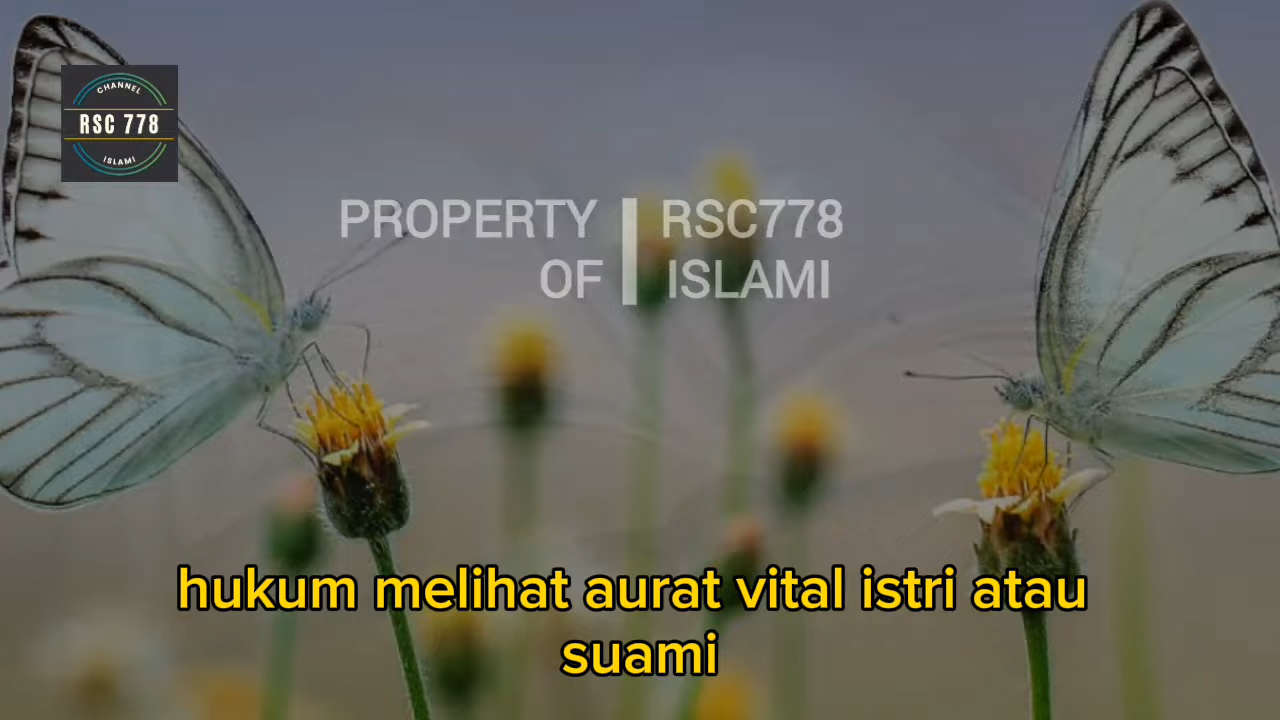 CHANNEL
RSC 778
ISLAMI
PROPERTY OF
RSC778 ISLAMI
hukum melihat aurat vital istri atau
suami